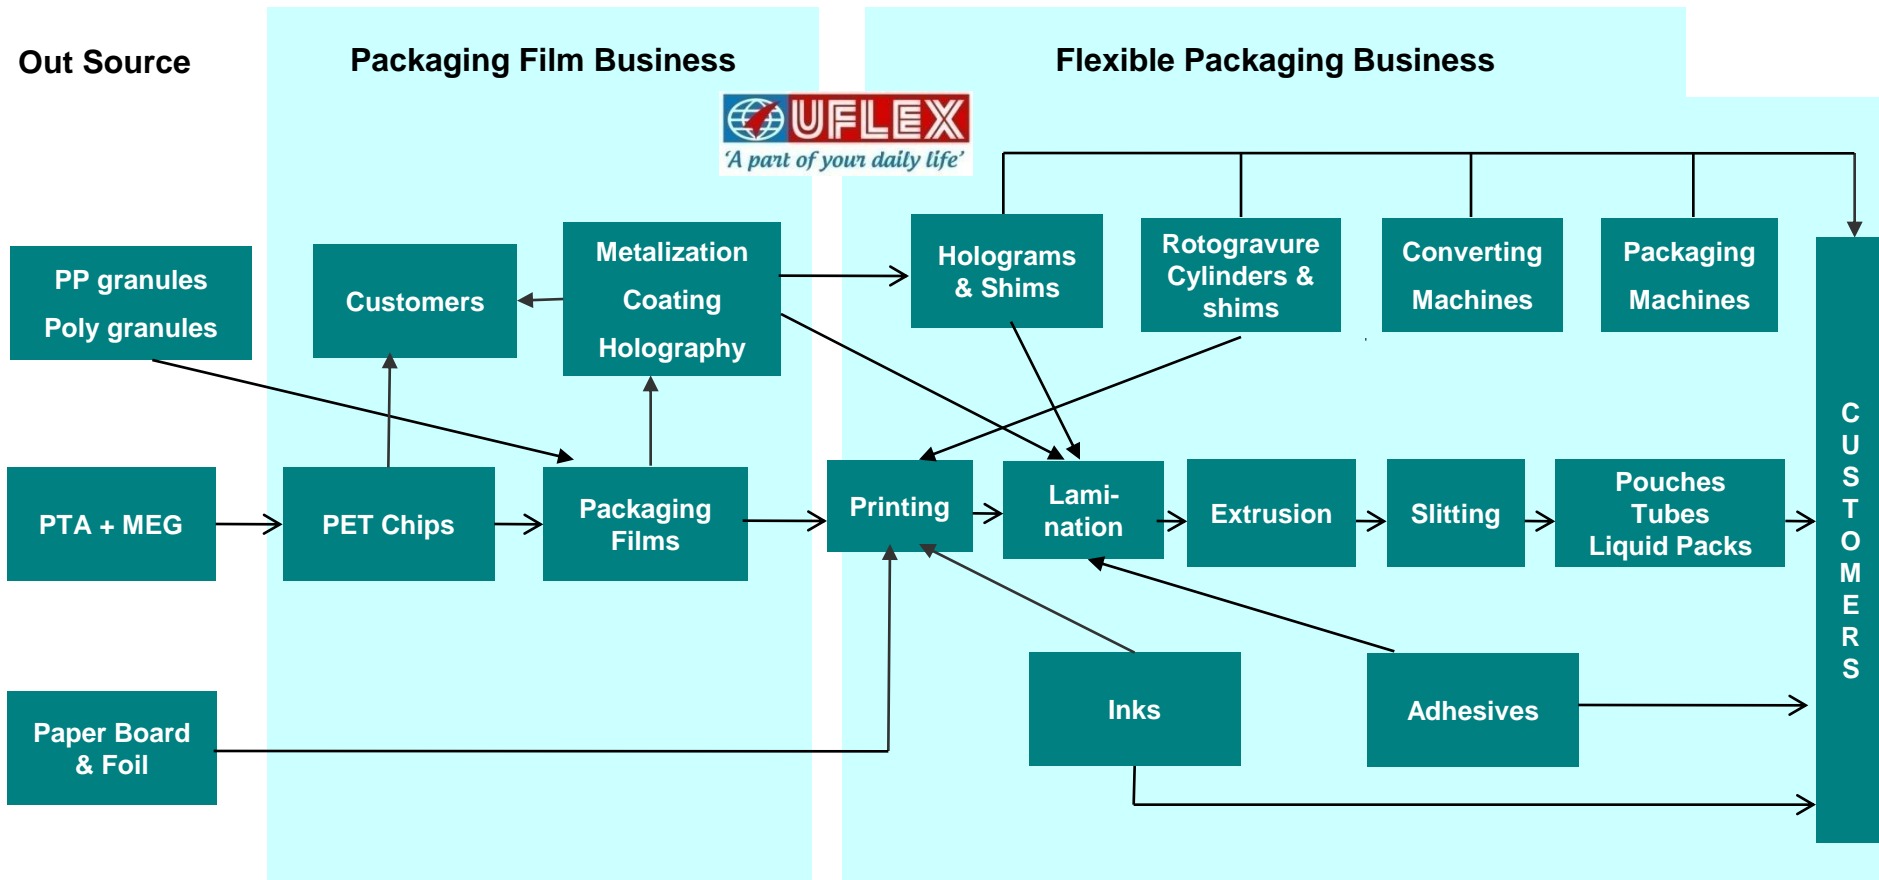 Out Source
Packaging Film Business
Flexible Packaging Business
UFLEX
‘A part of your daily life’
PP granules
Poly granules
Customers
Metalization
Coating
Holography
Holograms
& Shims
Rotogravure
Cylinders &
shims
Converting
Machines
Packaging
Machines
PTA + MEG
PET Chips
Packaging
Films
Printing
Lami-
nation
Extrusion
Slitting
Pouches
Tubes
Liquid Packs
C
U
S
T
O
M
E
R
S
Paper Board
& Foil
Inks
Adhesives